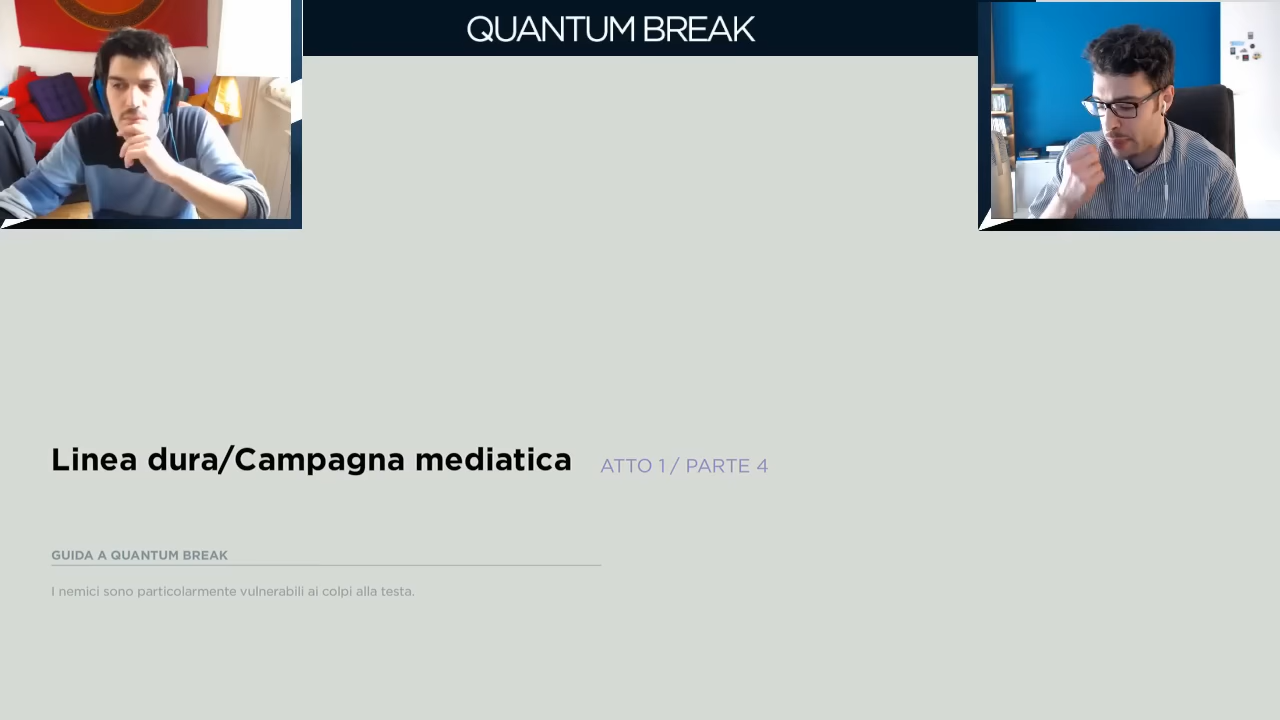 QUANTUM BREAK
Linea dura/Campagna mediatica ATTO 1 / PARTE 4
GUIDA A QUANTUM BREAK
I nemici sono particolarmente vulnerabili ai colpi alla testa.